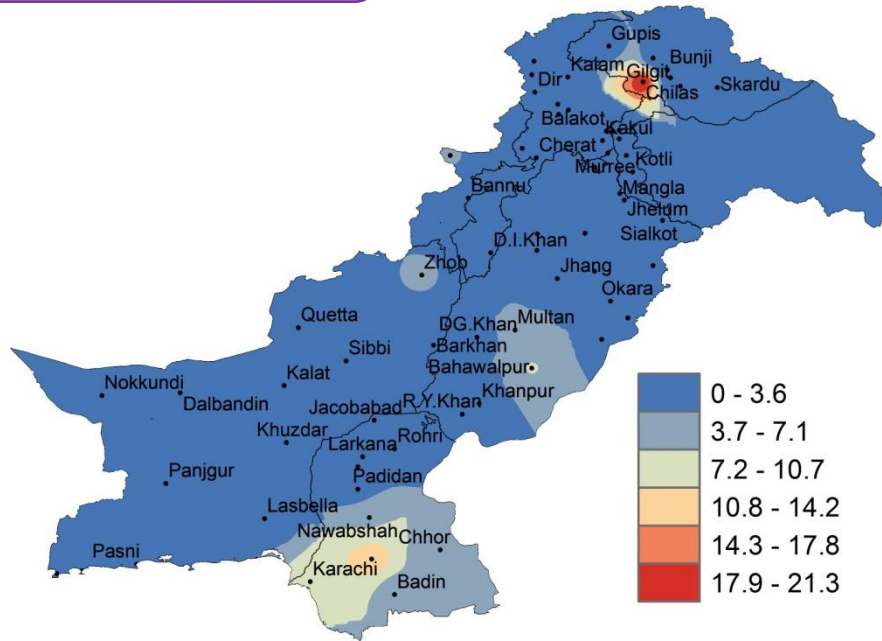 Gupis
Bunji
Kalam
Gilgit
Dir
Skardu
Chilas
Balakot
Kakul
Cherat
Kotli
Murree
Bannu
Mangla
Jhelum
D.I.Khan
Sialkot
Zhob
Jhang
Okara
Quetta
DG.Khan
Multan
Sibbi
Barkhan
Bahawalpur
Nokkundi
Kalat
Khanpur
Dalbandin
Jacobabad
R.Y.Khan
Khuzdar
Rohri
Larkana
Panjgur
Padidan
Lasbella
Nawabshah
Chhor
Pasni
Karachi
Badin
0 - 3.6
3.7 - 7.1
7.2 - 10.7
10.8 - 14.2
14.3 - 17.8
17.9 - 21.3